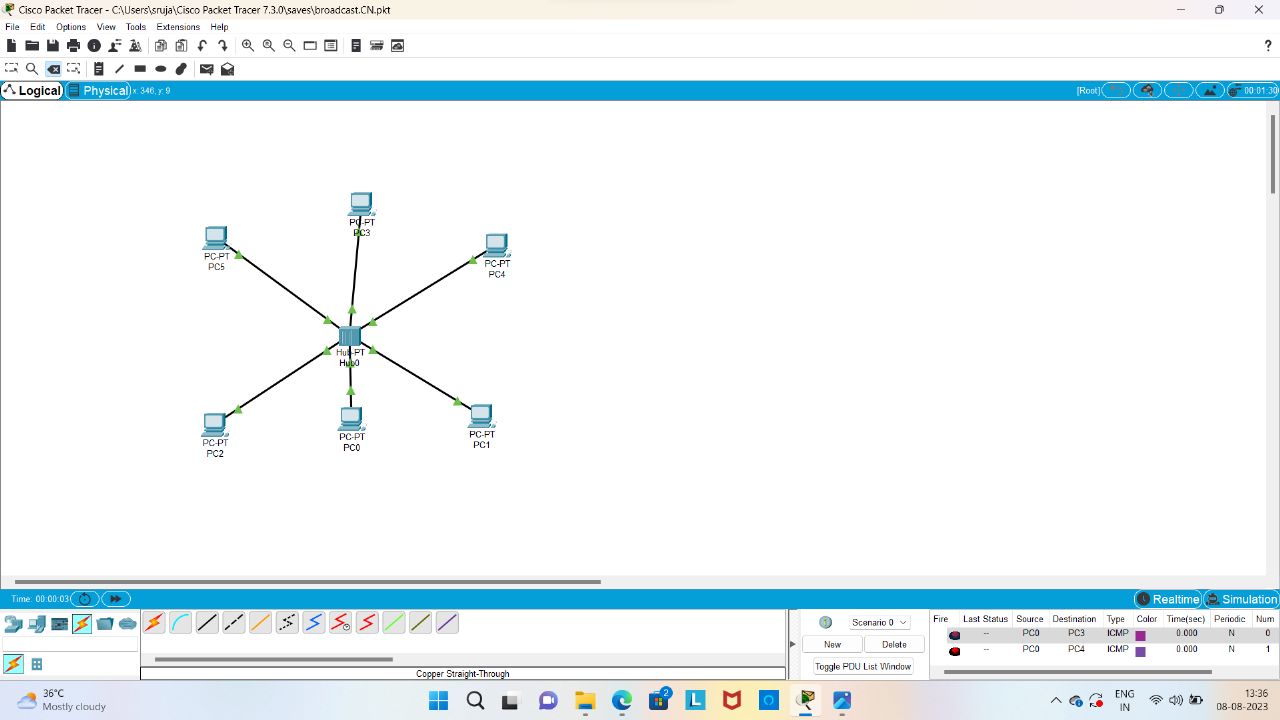 Cisco Packet Tracer - C:\Users\sruja\Cisco Packet Tracer 7.3.0\saves\broadcast.CN.pkt
File Edit Options View Tools Extensions Help
?
Logical Physical x: 346, y: 9 [Root] 00:01:30
PC-PT
PC3
PC-PT
PC5
PC-PT
PC4
Hub-PT
Hub0
PC-PT
PC2
PC-PT
PC0
PC-PT
PC1
Time: 00:00:03 Realtime Simulation
Scenario 0
New Delete
Toggle PDU List Window
Fire Last Status Source Destination Type Color Time(sec) Periodic Num
-- PC0 PC3 ICMP 0.000 N 0
-- PC0 PC4 ICMP 0.000 N 1
Copper Straight-Through
36°C
Mostly cloudy
2
L
ENG
IN
13:36
08-08-2023